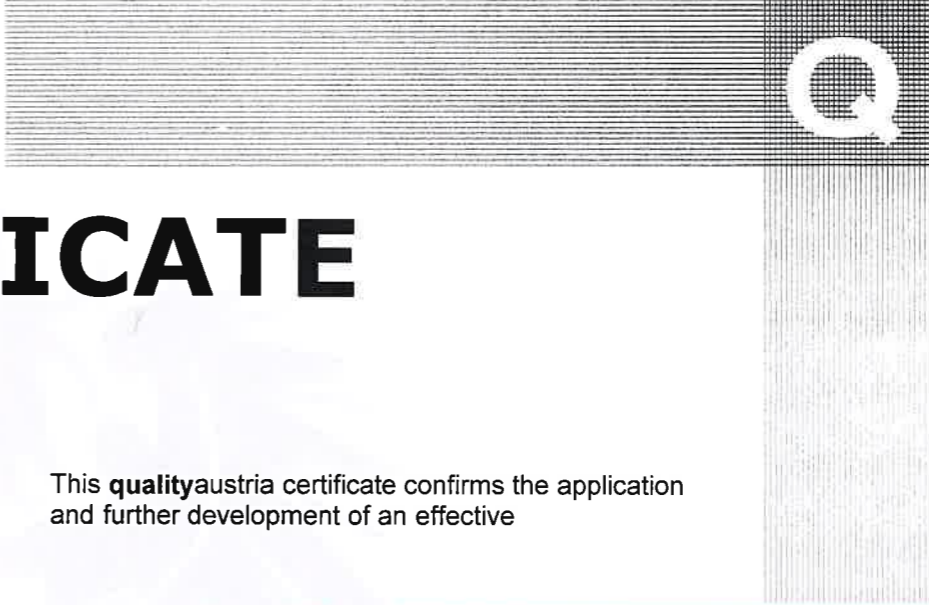 Q
ICATE
This qualityaustria certificate confirms the application
and further development of an effective